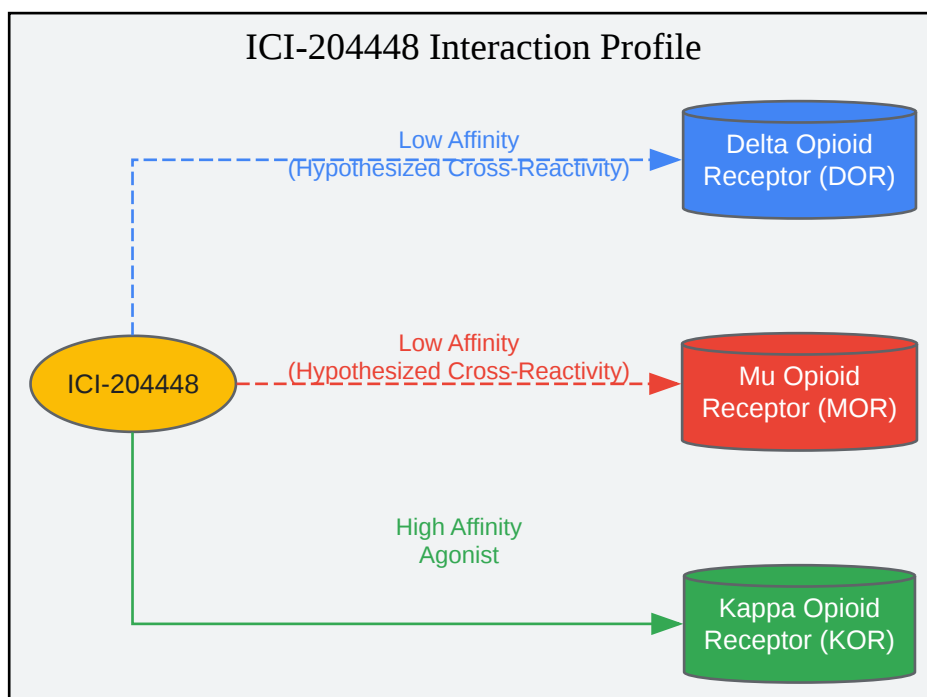 ICI-204448 Interaction Profile
Low Affinity
(Hypothesized Cross-Reactivity)
Delta Opioid
Receptor (DOR)
ICI-204448
Low Affinity
(Hypothesized Cross-Reactivity)
Mu Opioid
Receptor (MOR)
High Affinity
Agonist
Kappa Opioid
Receptor (KOR)